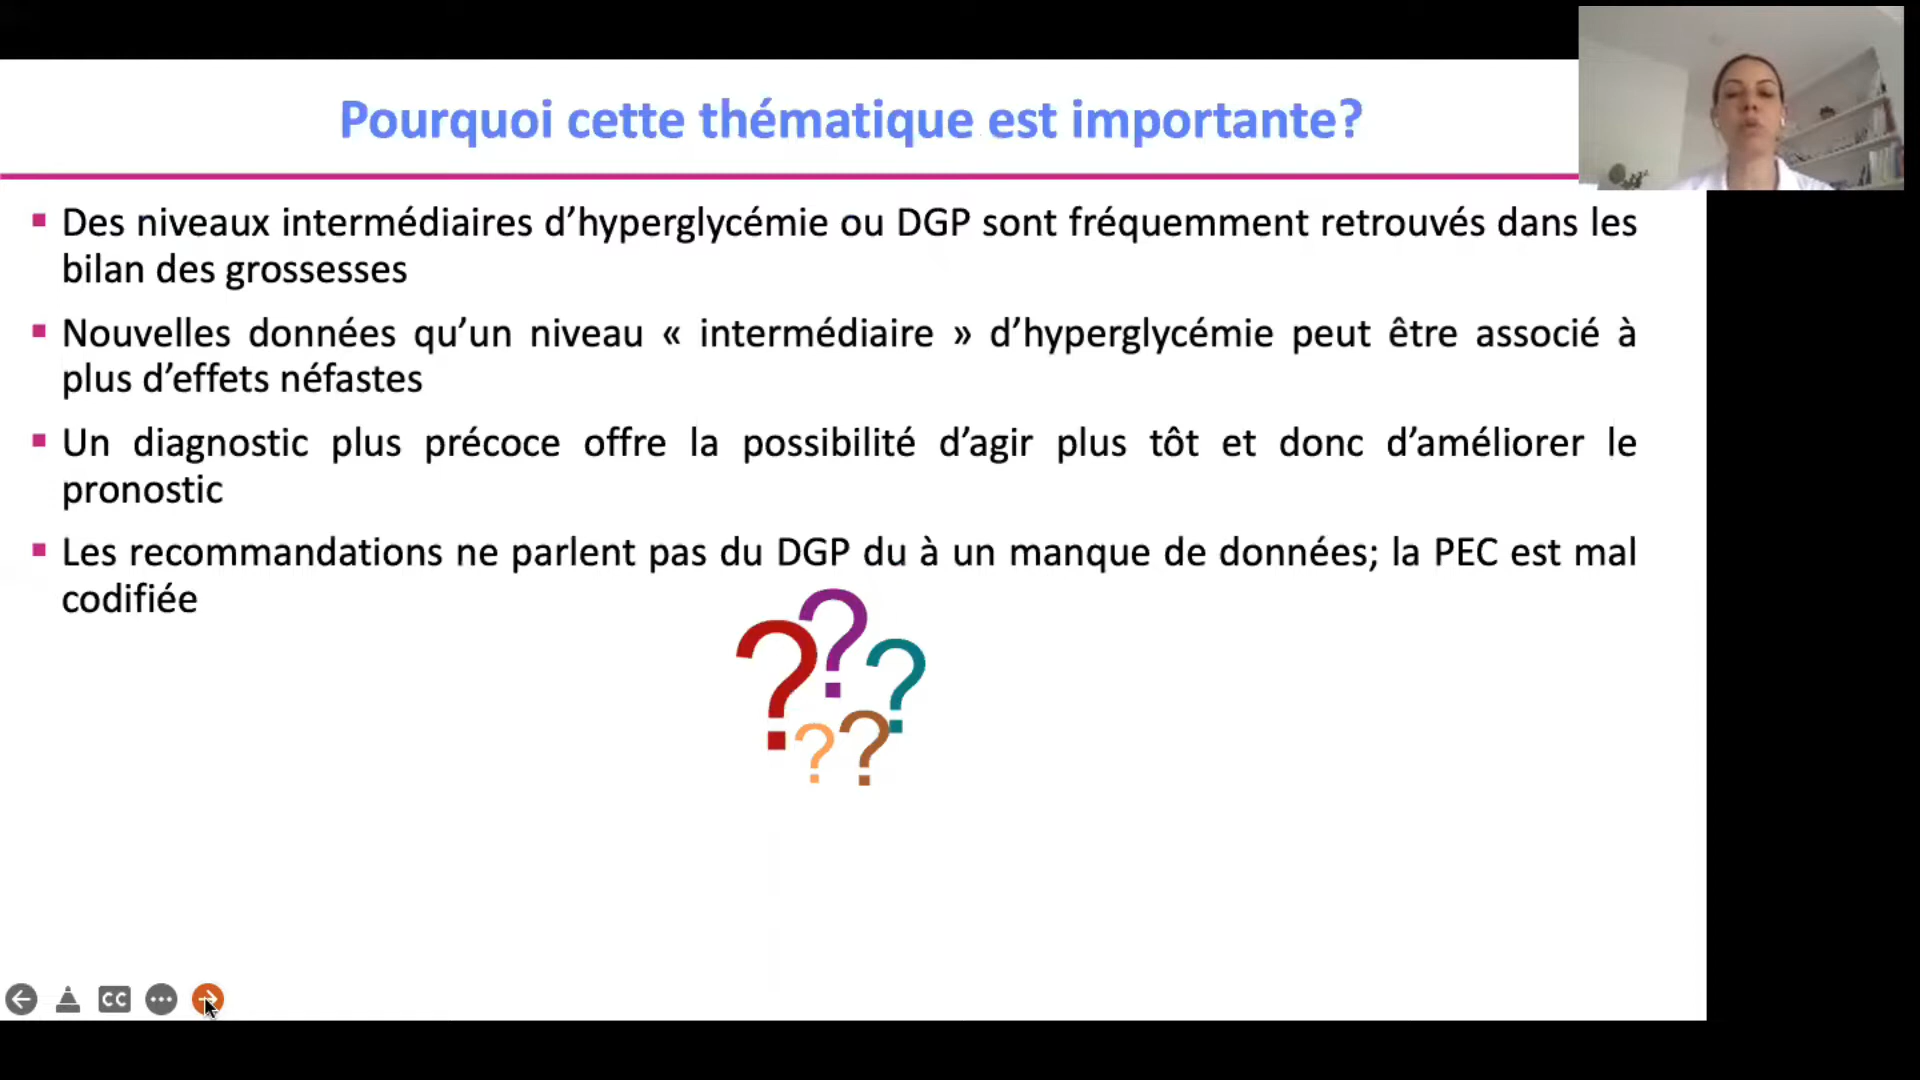 Pourquoi cette thématique est importante?
Des niveaux intermédiaires d’hyperglycémie ou DGP sont fréquemment retrouvés dans les
bilan des grossesses
Nouvelles données qu’un niveau « intermédiaire » d’hyperglycémie peut être associé à
plus d’effets néfastes
Un diagnostic plus précoce offre la possibilité d’agir plus tôt et donc d’améliorer le
pronostic
Les recommandations ne parlent pas du DGP du à un manque de données; la PEC est mal
codifiée
? ? ? ? ?
CC